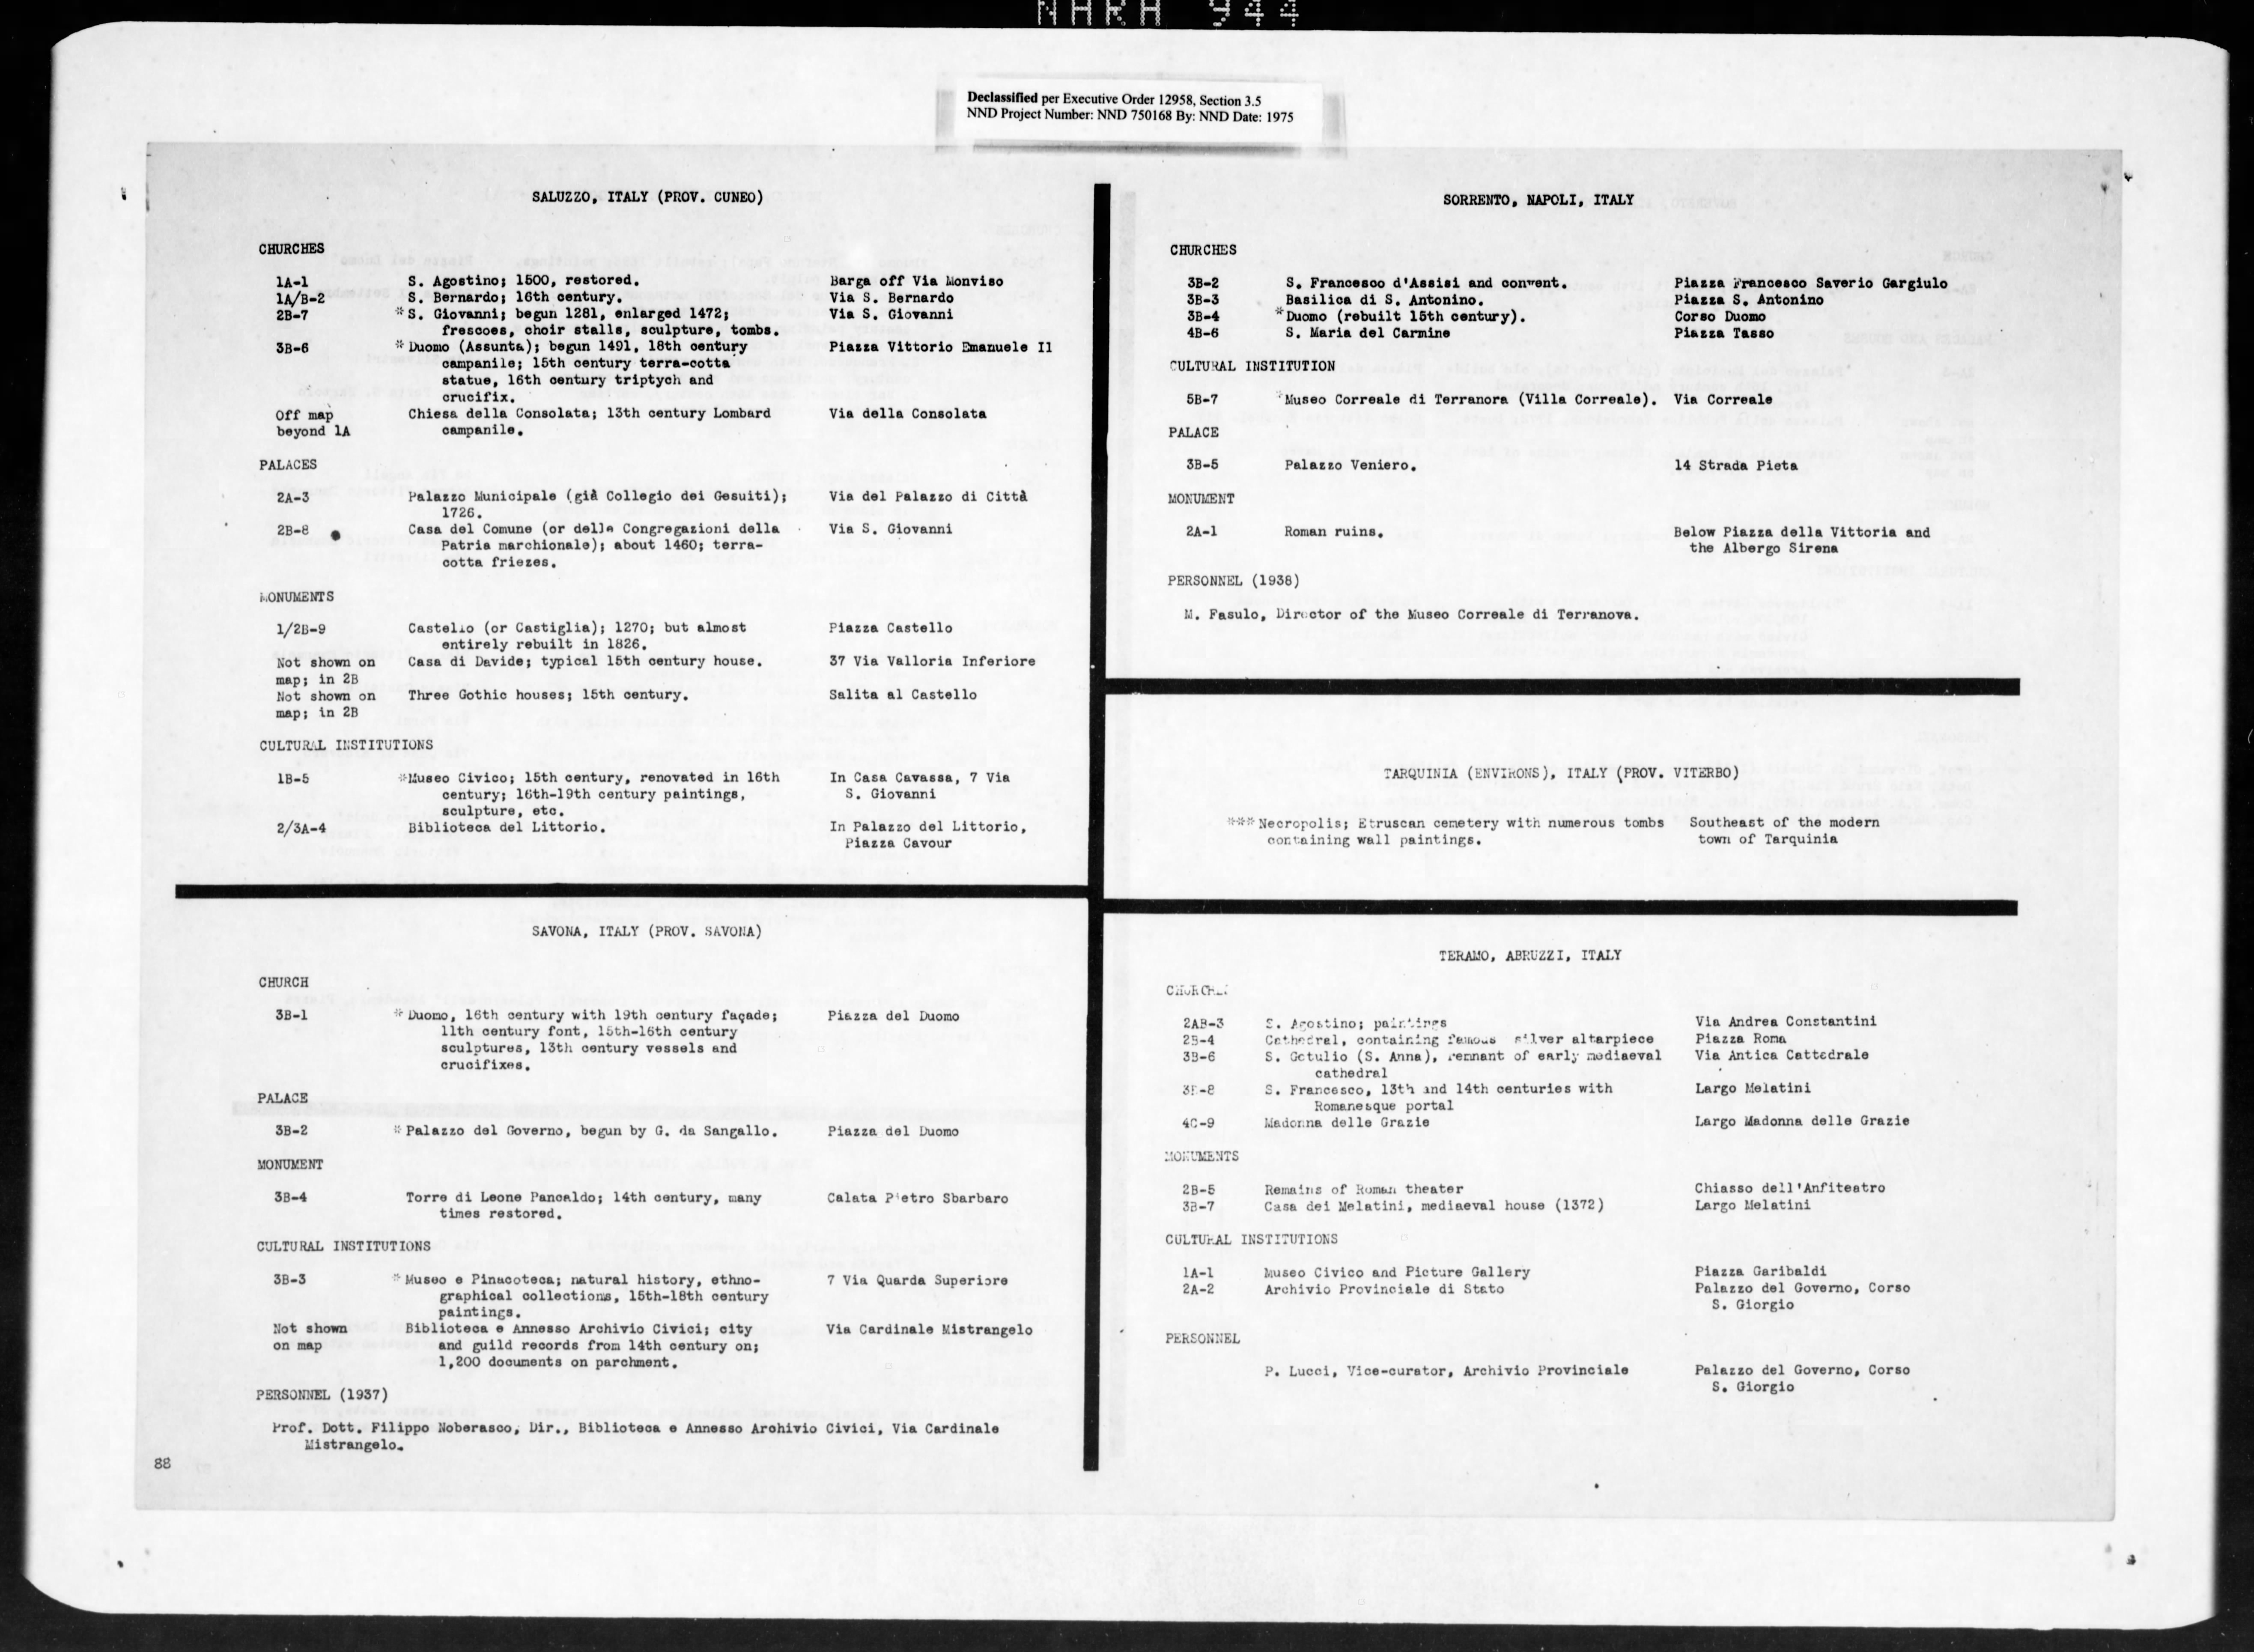 NARA 944
Declassified per Executive Order 12958, Section 3.5
NND Project Number: NND 750168 By: NND Date: 1975
SALUZZO, ITALY (PROV. CUNEO)
CHURCHES
1A-1 S. Agostino; 1500, restored. Barga off Via Monviso
1A/B-2 S. Bernardo; 16th century. Via S. Bernardo
2B-7 *S. Giovanni; begun 1281, enlarged 1472; Via S. Giovanni
frescoes, choir stalls, sculpture, tombs.
3B-6 *Duomo (Assunta); begun 1491, 18th century Piazza Vittorio Emanuele II
campanile; 15th century terra-cotta
statue, 16th century triptych and
crucifix.
Off map Chiesa della Consolata; 13th century Lombard Via della Consolata
beyond 1A campanile.
PALACES
2A-3 Palazzo Municipale (già Collegio dei Gesuiti); Via del Palazzo di Città
1726.
2B-8 Casa del Comune (or delle Congregazioni della Via S. Giovanni
Patria marchionale); about 1460; terra-
cotta friezes.
MONUMENTS
1/2B-9 Castello (or Castiglia); 1270; but almost Piazza Castello
entirely rebuilt in 1826.
Not shown on Casa di Davide; typical 15th century house. 37 Via Valloria Inferiore
map; in 2B
Not shown on Three Gothic houses; 15th century. Salita al Castello
map; in 2B
CULTURAL INSTITUTIONS
1B-5 *Museo Civico; 15th century, renovated in 16th In Casa Cavassa, 7 Via
century; 16th-19th century paintings, S. Giovanni
sculpture, etc.
2/3A-4 Biblioteca del Littorio. In Palazzo del Littorio,
Piazza Cavour
SAVONA, ITALY (PROV. SAVONA)
CHURCH
3B-1 *Duomo, 16th century with 19th century façade; Piazza del Duomo
11th century font, 15th-16th century
sculptures, 13th century vessels and
crucifixes.
PALACE
3B-2 *Palazzo del Governo, begun by G. da Sangallo. Piazza del Duomo
MONUMENT
3B-4 Torre di Leone Pancaldo; 14th century, many Calata Pietro Sbarbaro
times restored.
CULTURAL INSTITUTIONS
3B-3 *Museo e Pinacoteca; natural history, ethno- 7 Via Quarda Superiore
graphical collections, 15th-18th century
paintings.
Not shown Biblioteca e Annesso Archivio Civici; city Via Cardinale Mistrangelo
on map and guild records from 14th century on;
1,200 documents on parchment.
PERSONNEL (1937)
Prof. Dott. Filippo Noberasco, Dir., Biblioteca e Annesso Archivio Civici, Via Cardinale
Mistrangelo.
88
SORRENTO, NAPOLI, ITALY
CHURCHES
3B-2 S. Francesco d'Assisi and convent. Piazza Francesco Saverio Gargiulo
3B-3 Basilica di S. Antonino. Piazza S. Antonino
3B-4 *Duomo (rebuilt 15th century). Corso Duomo
4B-6 S. Maria del Carmine Piazza Tasso
CULTURAL INSTITUTION
5B-7 *Museo Correale di Terranora (Villa Correale). Via Correale
PALACE
3B-5 Palazzo Veniero. 14 Strada Pieta
MONUMENT
2A-1 Roman ruins. Below Piazza della Vittoria and
the Albergo Sirena
PERSONNEL (1938)
M. Fasulo, Director of the Museo Correale di Terranova.
TARQUINIA (ENVIRONS), ITALY (PROV. VITERBO)
***Necropolis; Etruscan cemetery with numerous tombs Southeast of the modern
containing wall paintings. town of Tarquinia
TERAMO, ABRUZZI, ITALY
CHURCHES
2AB-3 S. Agostino; paintings Via Andrea Constantini
2B-4 Cathedral, containing famous silver altarpiece Piazza Roma
3B-6 S. Getulio (S. Anna), remnant of early mediaeval Via Antica Cattedrale
cathedral
3B-8 S. Francesco, 13th and 14th centuries with Largo Melatini
Romanesque portal
4C-9 Madonna delle Grazie Largo Madonna delle Grazie
MONUMENTS
2B-5 Remains of Roman theater Chiasso dell'Anfiteatro
3B-7 Casa dei Melatini, mediaeval house (1372) Largo Melatini
CULTURAL INSTITUTIONS
1A-1 Museo Civico and Picture Gallery Piazza Garibaldi
2A-2 Archivio Provinciale di Stato Palazzo del Governo, Corso
S. Giorgio
PERSONNEL
P. Lucci, Vice-curator, Archivio Provinciale Palazzo del Governo, Corso
S. Giorgio